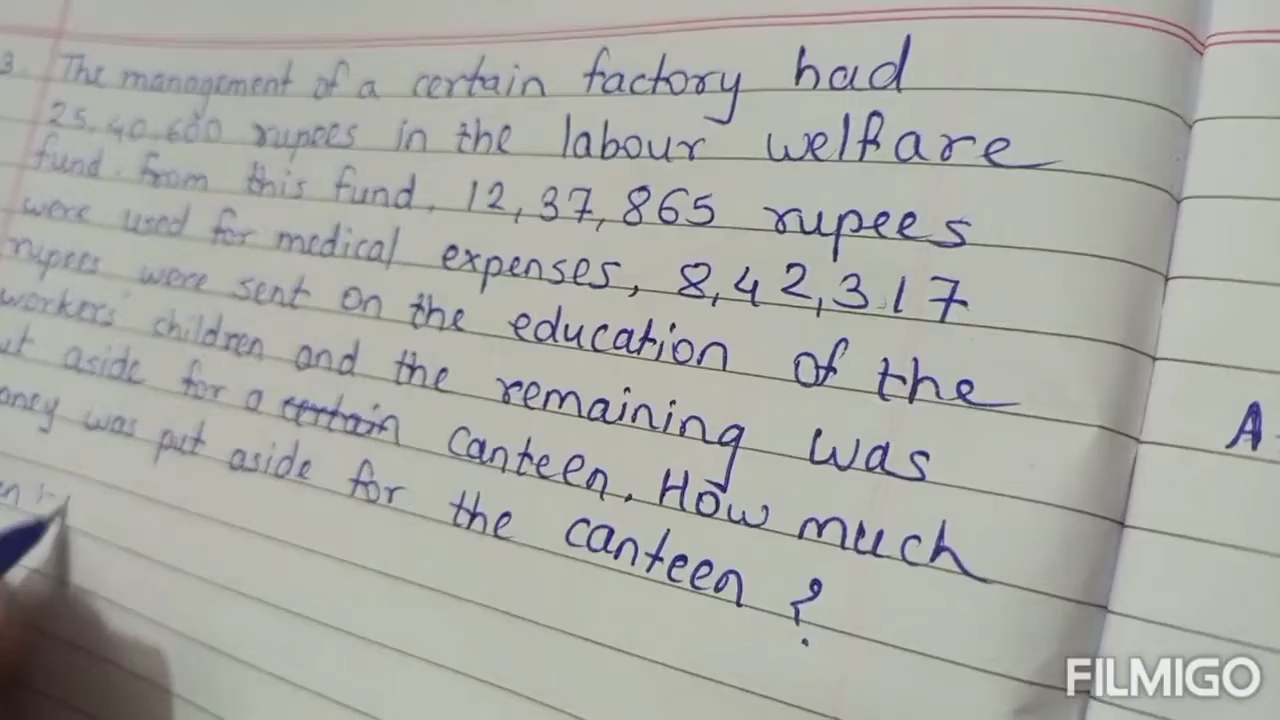 3. The management of a certain factory had
25,40,600 rupees in the labour welfare
fund. from this fund, 12,37,865 rupees
were used for medical expenses, 8,42,317
rupees were sent on the education of the
workers' children and the remaining was
ut aside for a certain canteen. How much
oney was put aside for the canteen ?
A
FILMIGO